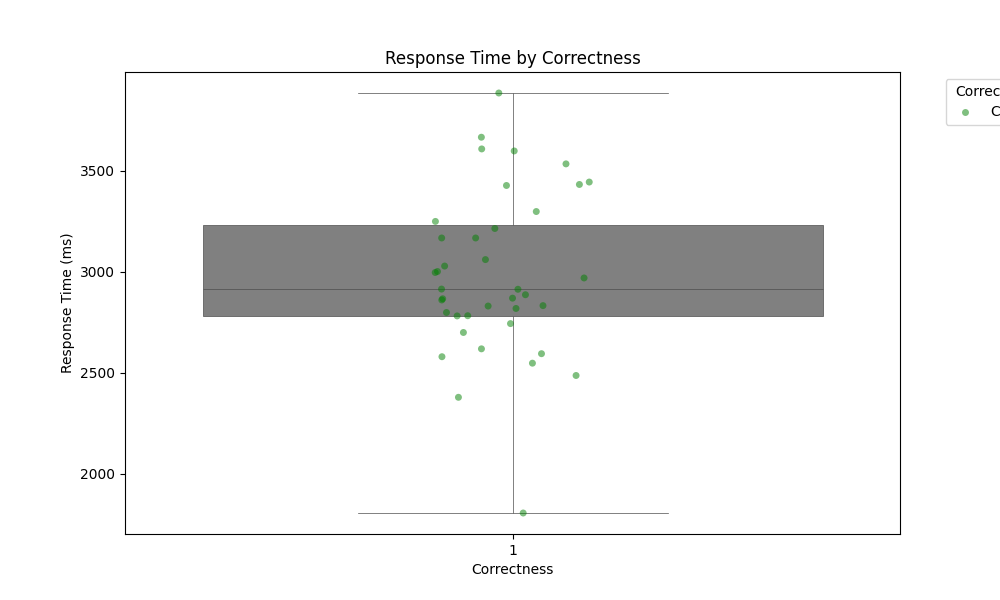 Response Time by Correctness
Correc
C
3500
3000
2500
2000
Response Time (ms)
1
Correctness